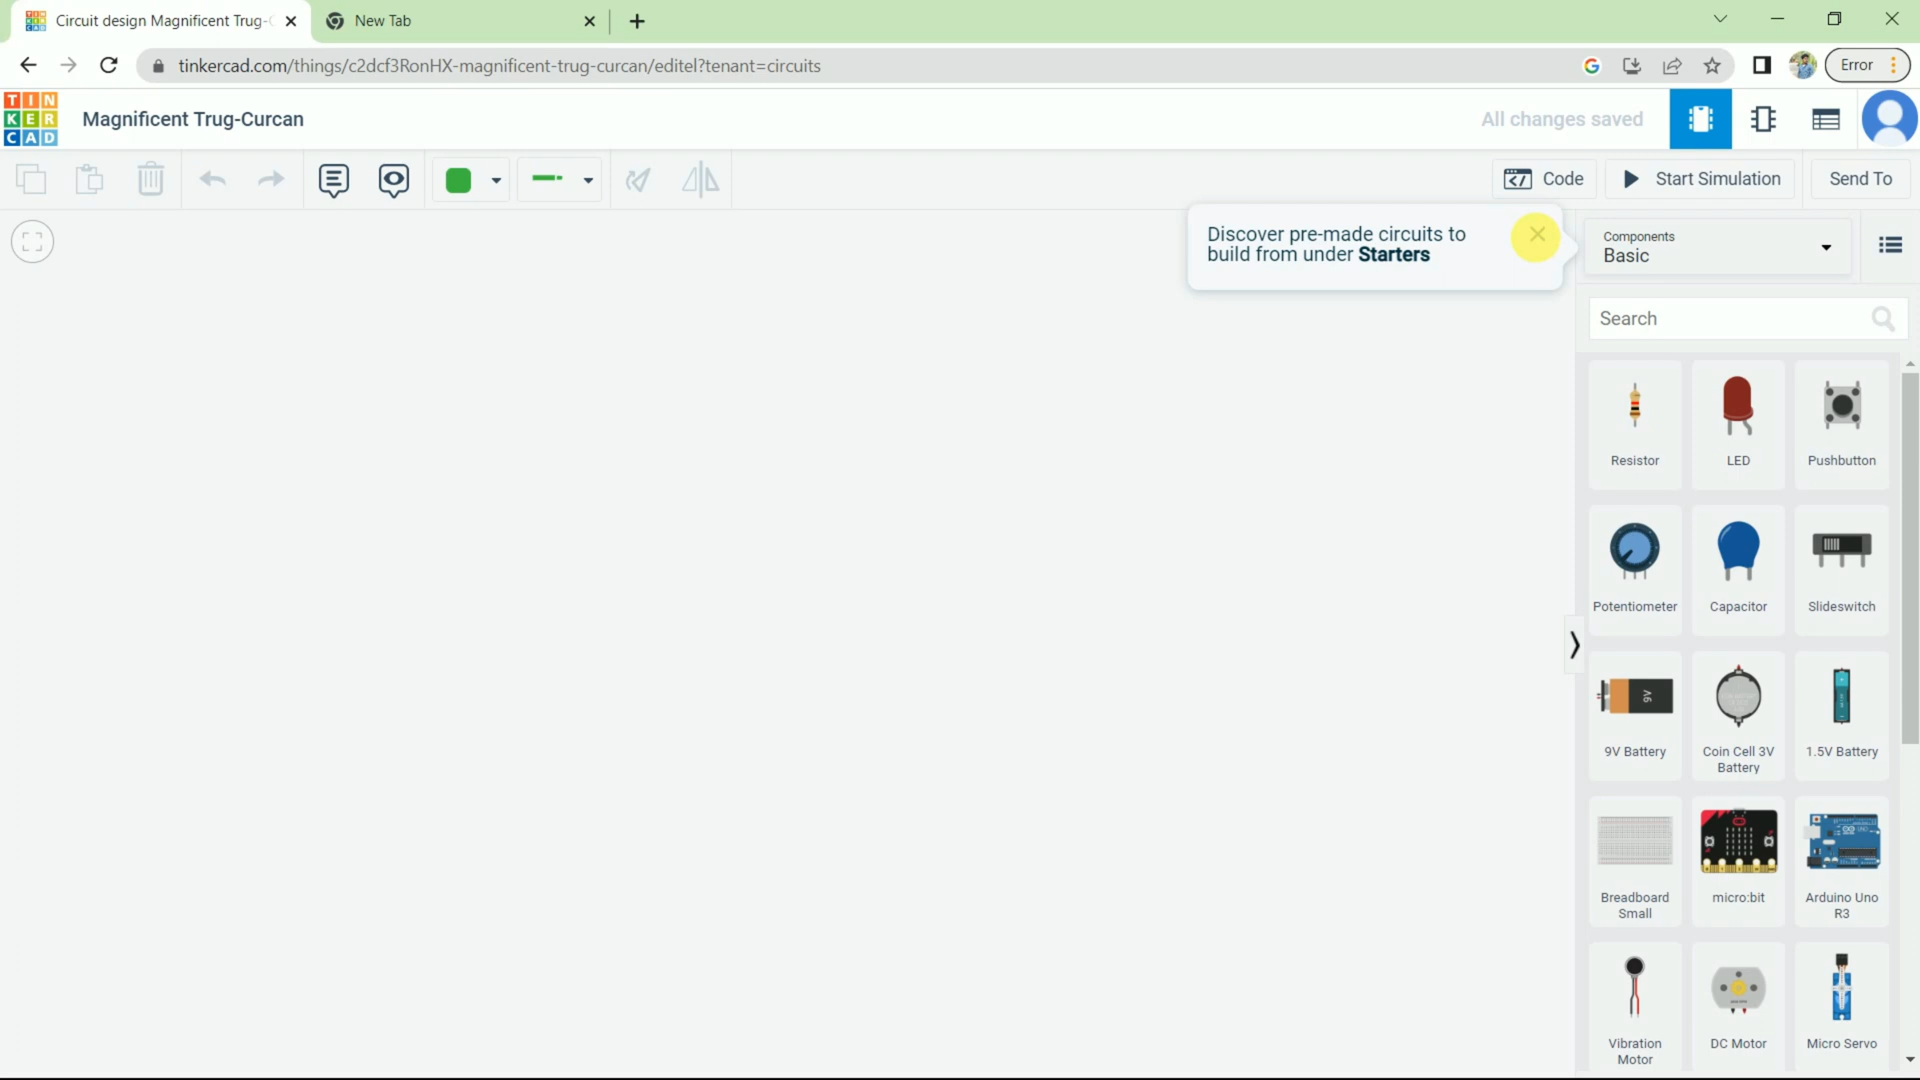 Circuit design Magnificent Trug-C
New Tab
tinkercad.com/things/c2dcf3RonHX-magnificent-trug-curcan/editel?tenant=circuits
Error
TIN
KER
CAD
Magnificent Trug-Curcan
All changes saved
Code
Start Simulation
Send To
Discover pre-made circuits to
build from under Starters
Components
Basic
Search
Resistor
LED
Pushbutton
Potentiometer
Capacitor
Slideswitch
9V
9V Battery
Coin Cell 3V
Battery
1.5V Battery
Breadboard
Small
micro:bit
Arduino Uno
R3
Vibration
Motor
DC Motor
Micro Servo